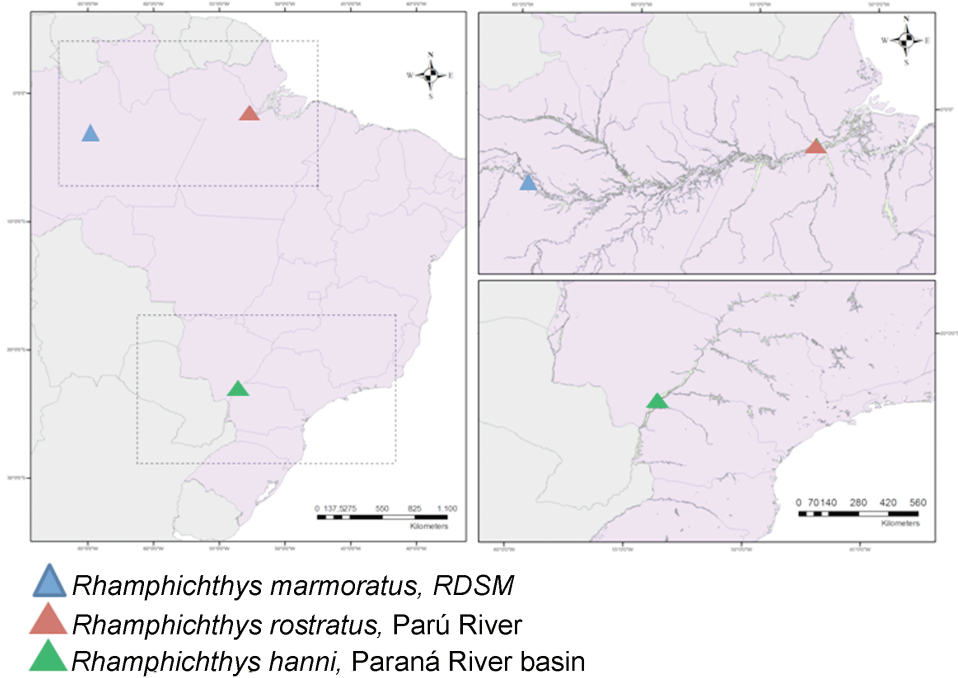 N
W E
S
N
W E
S
0 137,5275 550 825 1.100
Kilometers
0 70140 280 420 560
Kilometers
Rhamphichthys marmoratus, RDSM
Rhamphichthys rostratus, Parú River
Rhamphichthys hanni, Paraná River basin